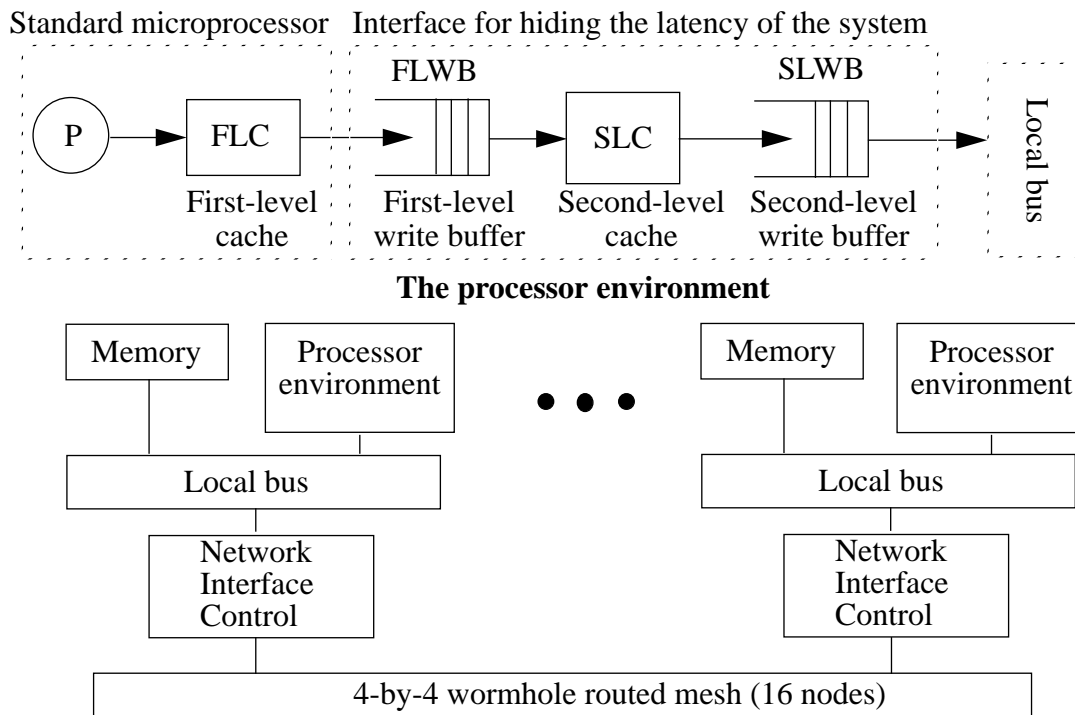 Standard microprocessor
Interface for hiding the latency of the system
FLWB
SLWB
P
FLC
SLC
Local bus
First-level
cache
First-level
write buffer
Second-level
cache
Second-level
write buffer
The processor environment
Memory
Processor
environment
Memory
Processor
environment
Local bus
Local bus
Network
Interface
Control
Network
Interface
Control
4-by-4 wormhole routed mesh (16 nodes)